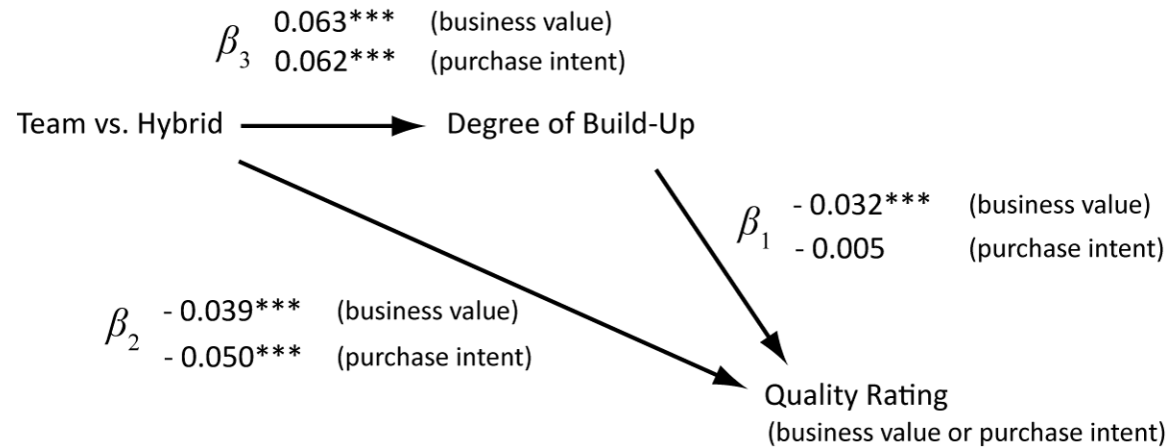 β3 0.063*** (business value)
0.062*** (purchase intent)
Team vs. Hybrid Degree of Build-Up
β1 - 0.032*** (business value)
- 0.005 (purchase intent)
β2 - 0.039*** (business value)
- 0.050*** (purchase intent)
Quality Rating
(business value or purchase intent)